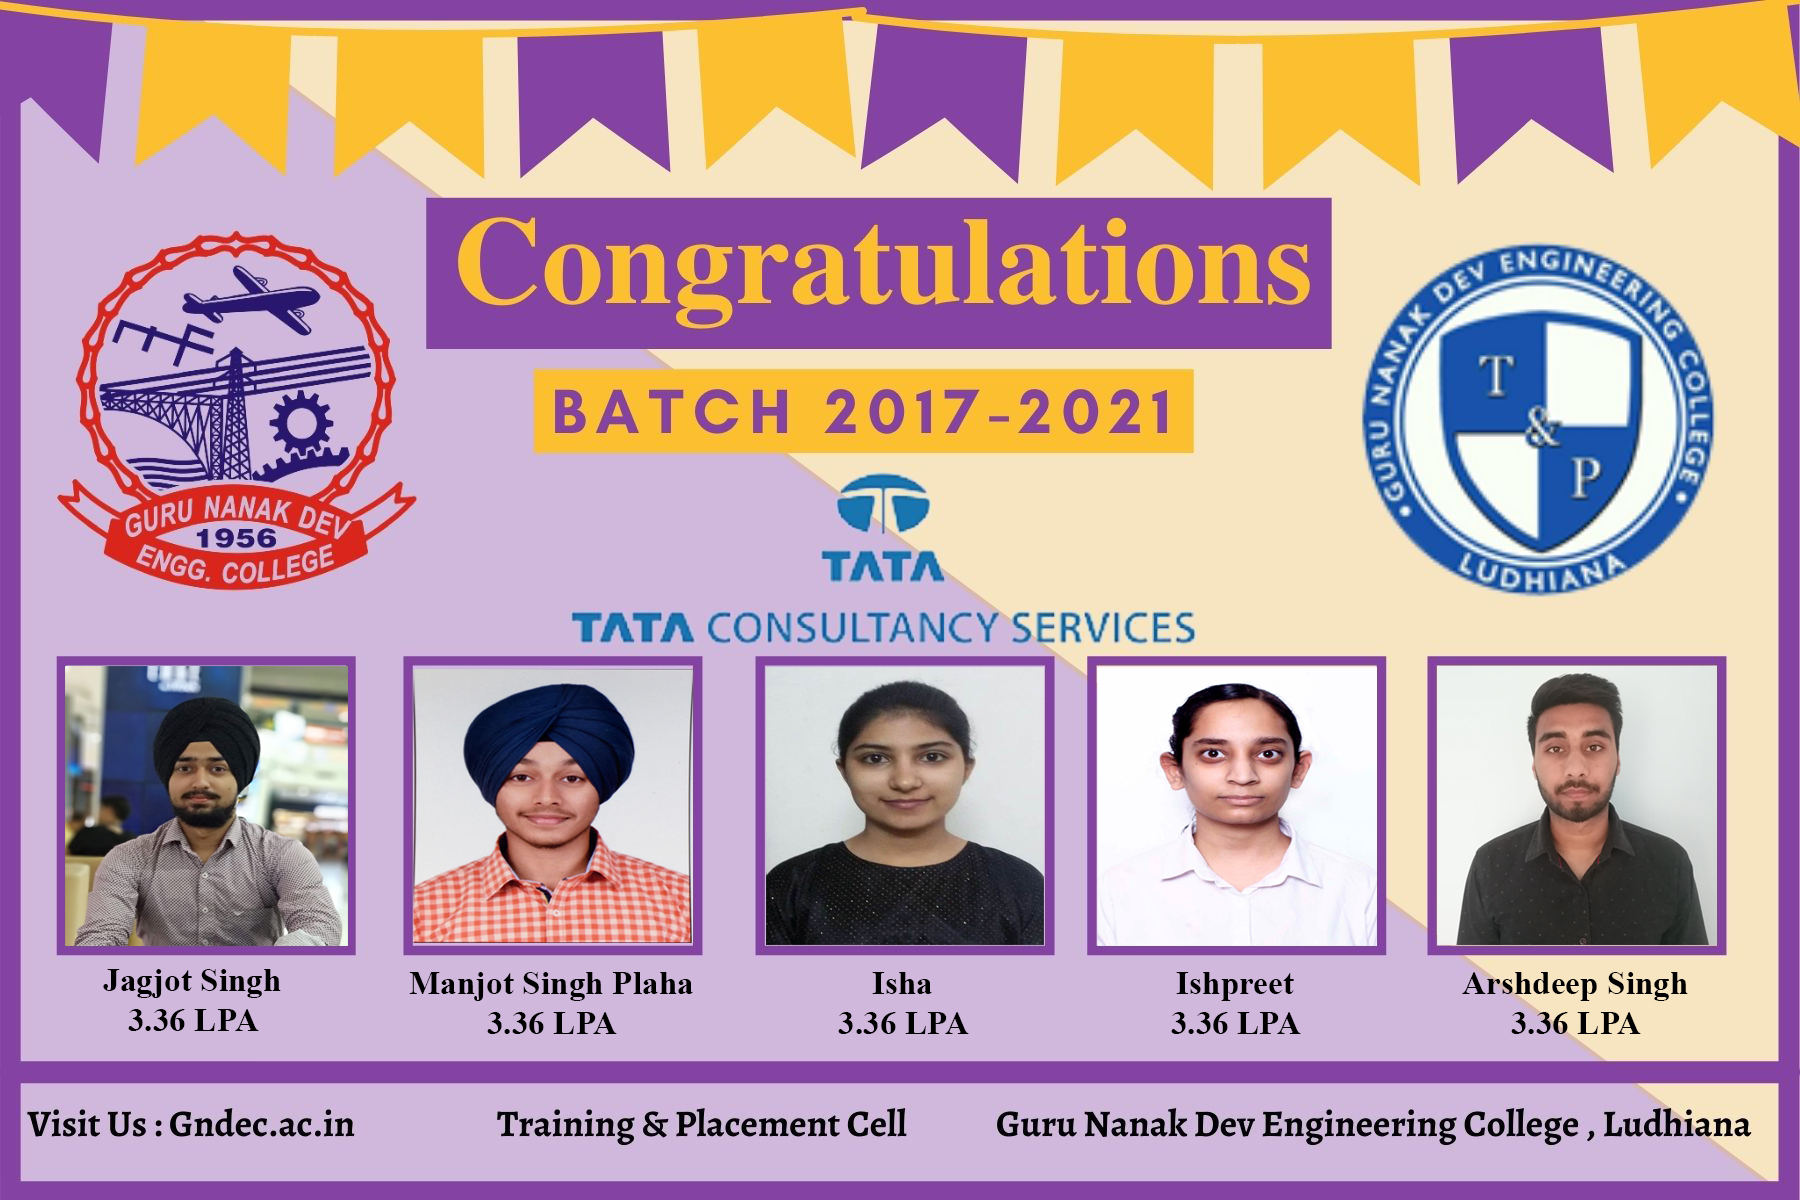 Congratulations
BATCH 2017-2021
GURU NANAK DEV
1956
ENGG. COLLEGE
GURU NANAK DEV ENGINEERING COLLEGE
T
&
P
LUDHIANA
TATA
TATA CONSULTANCY SERVICES
Jagjot Singh
3.36 LPA
Manjot Singh Plaha
3.36 LPA
Isha
3.36 LPA
Ishpreet
3.36 LPA
Arshdeep Singh
3.36 LPA
Visit Us : Gndec.ac.in
Training & Placement Cell
Guru Nanak Dev Engineering College , Ludhiana